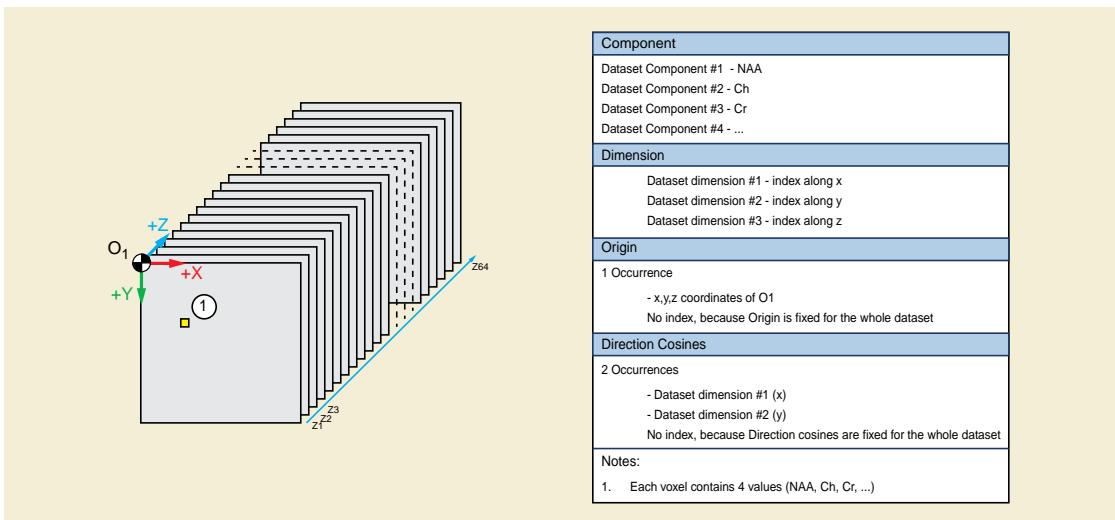 +Z
O1
+X
+Y
1
Z64
Z3
Z2
Z1
Component
Dataset Component #1 - NAA
Dataset Component #2 - Ch
Dataset Component #3 - Cr
Dataset Component #4 - ...
Dimension
Dataset dimension #1 - index along x
Dataset dimension #2 - index along y
Dataset dimension #3 - index along z
Origin
1 Occurrence
- x,y,z coordinates of O1
No index, because Origin is fixed for the whole dataset
Direction Cosines
2 Occurrences
- Dataset dimension #1 (x)
- Dataset dimension #2 (y)
No index, because Direction cosines are fixed for the whole dataset
Notes:
1. Each voxel contains 4 values (NAA, Ch, Cr, ...)